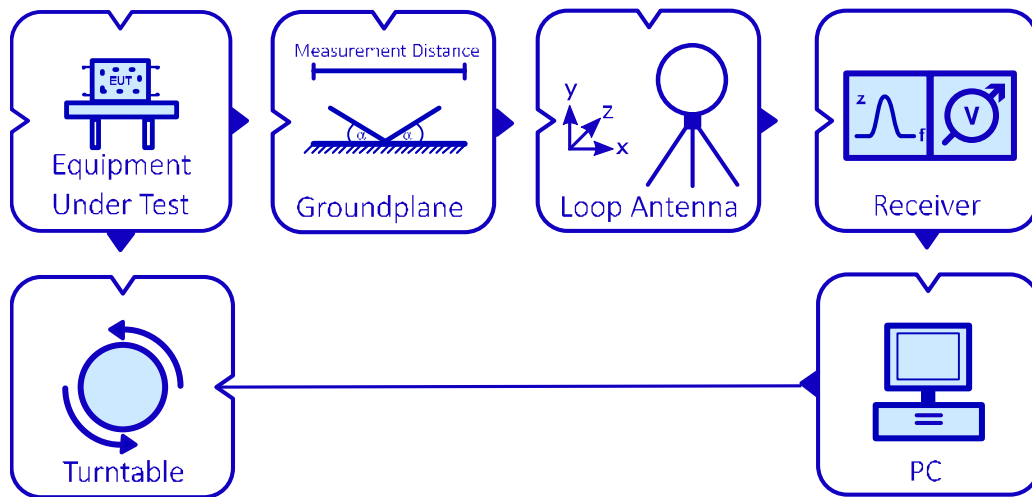 EUT
Equipment
Under Test
Measurement Distance
α α
Groundplane
y
z
x
Loop Antenna
z
f
V
Receiver
Turntable
PC